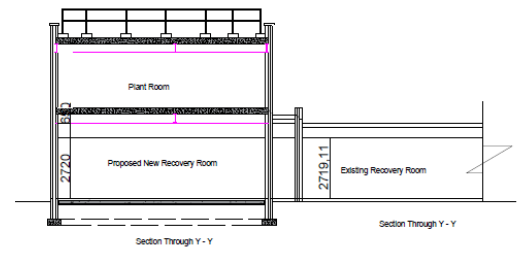 Plant Room
2720
Proposed New Recovery Room
2719,11
Existing Recovery Room
Section Through Y - Y
Section Through Y - Y